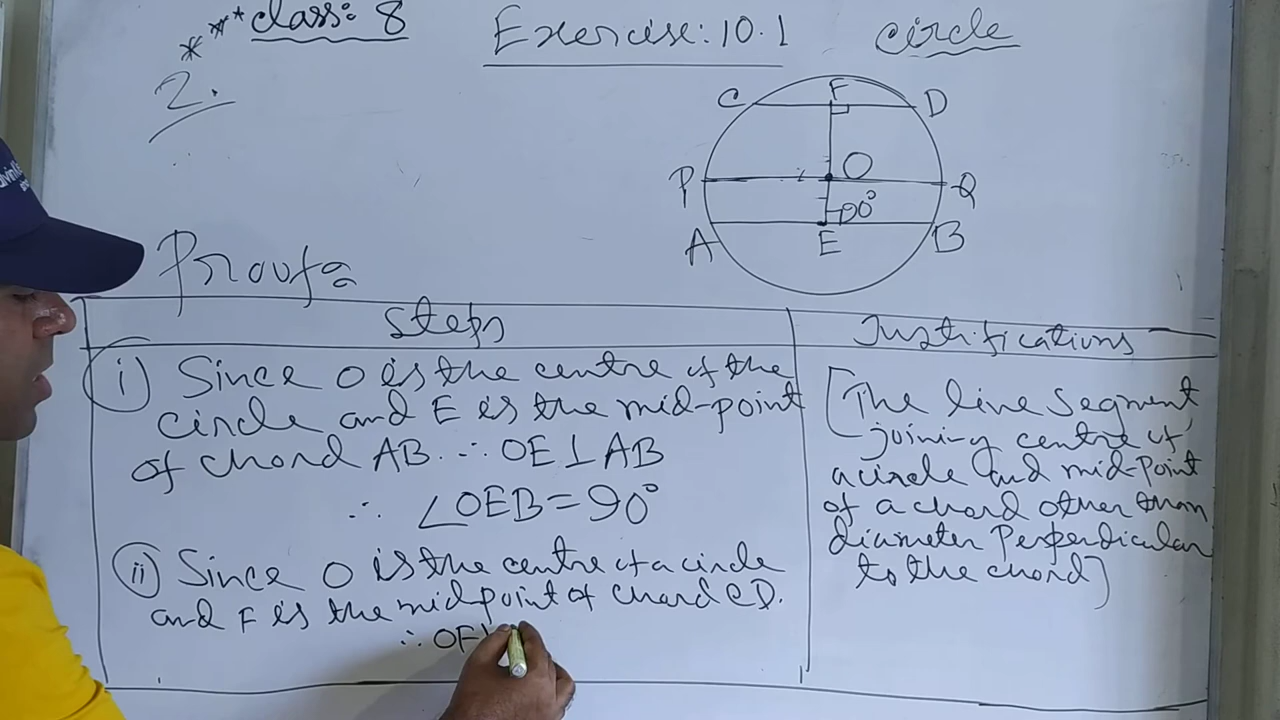 ***class: 8
Exercise: 10.1
circle
2.
C F D
P O Q
90°
A E B
Proof:
Steps
Justifications
i) Since O is the centre of the
circle and E is the mid-point
of chord AB. ∴ OE⊥AB
∴ ∠OEB=90°
ii) Since O is the centre of a circle
and F is the midpoint of chord CD.
∴ OF
[The line segment
joining centre of
a circle and mid-point
of a chord other than
diameter Perpendicular
to the chord]